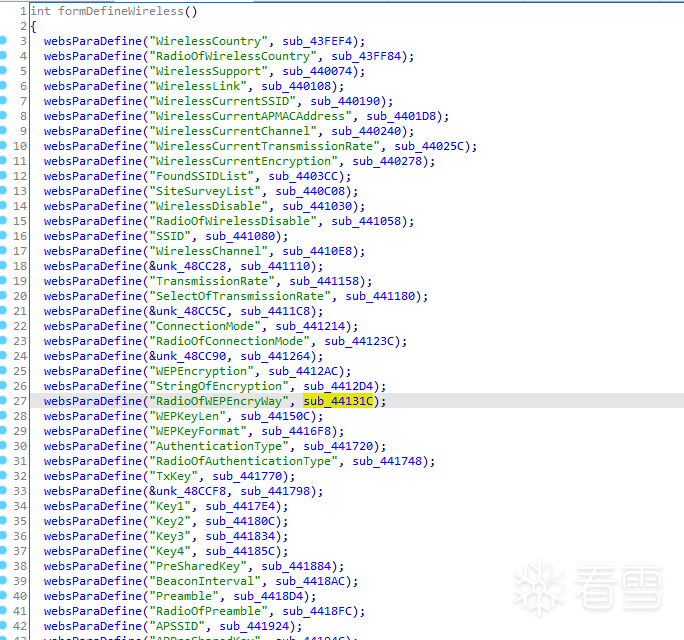 1 int formDefineWireless()
2 {
3 websParaDefine("WirelessCountry", sub_43FEF4);
4 websParaDefine("RadioOfWirelessCountry", sub_43FF84);
5 websParaDefine("WirelessSupport", sub_440074);
6 websParaDefine("WirelessLink", sub_440108);
7 websParaDefine("WirelessCurrentSSID", sub_440190);
8 websParaDefine("WirelessCurrentAPMACAddress", sub_4401D8);
9 websParaDefine("WirelessCurrentChannel", sub_440240);
10 websParaDefine("WirelessCurrentTransmissionRate", sub_44025C);
11 websParaDefine("WirelessCurrentEncryption", sub_440278);
12 websParaDefine("FoundSSIDList", sub_4403CC);
13 websParaDefine("SiteSurveyList", sub_440C08);
14 websParaDefine("WirelessDisable", sub_441030);
15 websParaDefine("RadioOfWirelessDisable", sub_441058);
16 websParaDefine("SSID", sub_441080);
17 websParaDefine("WirelessChannel", sub_4410E8);
18 websParaDefine(&unk_48CC28, sub_441110);
19 websParaDefine("TransmissionRate", sub_441158);
20 websParaDefine("SelectOfTransmissionRate", sub_441180);
21 websParaDefine(&unk_48CC5C, sub_4411C8);
22 websParaDefine("ConnectionMode", sub_441214);
23 websParaDefine("RadioOfConnectionMode", sub_44123C);
24 websParaDefine(&unk_48CC90, sub_441264);
25 websParaDefine("WEPEncryption", sub_4412AC);
26 websParaDefine("StringOfEncryption", sub_4412D4);
27 websParaDefine("RadioOfWEPEncryWay", sub_44131C);
28 websParaDefine("WEPKeyLen", sub_44150C);
29 websParaDefine("WEPKeyFormat", sub_4416F8);
30 websParaDefine("AuthenticationType", sub_441720);
31 websParaDefine("RadioOfAuthenticationType", sub_441748);
32 websParaDefine("TxKey", sub_441770);
33 websParaDefine(&unk_48CCF8, sub_441798);
34 websParaDefine("Key1", sub_4417E4);
35 websParaDefine("Key2", sub_44180C);
36 websParaDefine("Key3", sub_441834);
37 websParaDefine("Key4", sub_44185C);
38 websParaDefine("PreSharedKey", sub_441884);
39 websParaDefine("BeaconInterval", sub_4418AC);
40 websParaDefine("Preamble", sub_4418D4);
41 websParaDefine("RadioOfPreamble", sub_4418FC);
42 websParaDefine("APSSID", sub_441924);
看雪